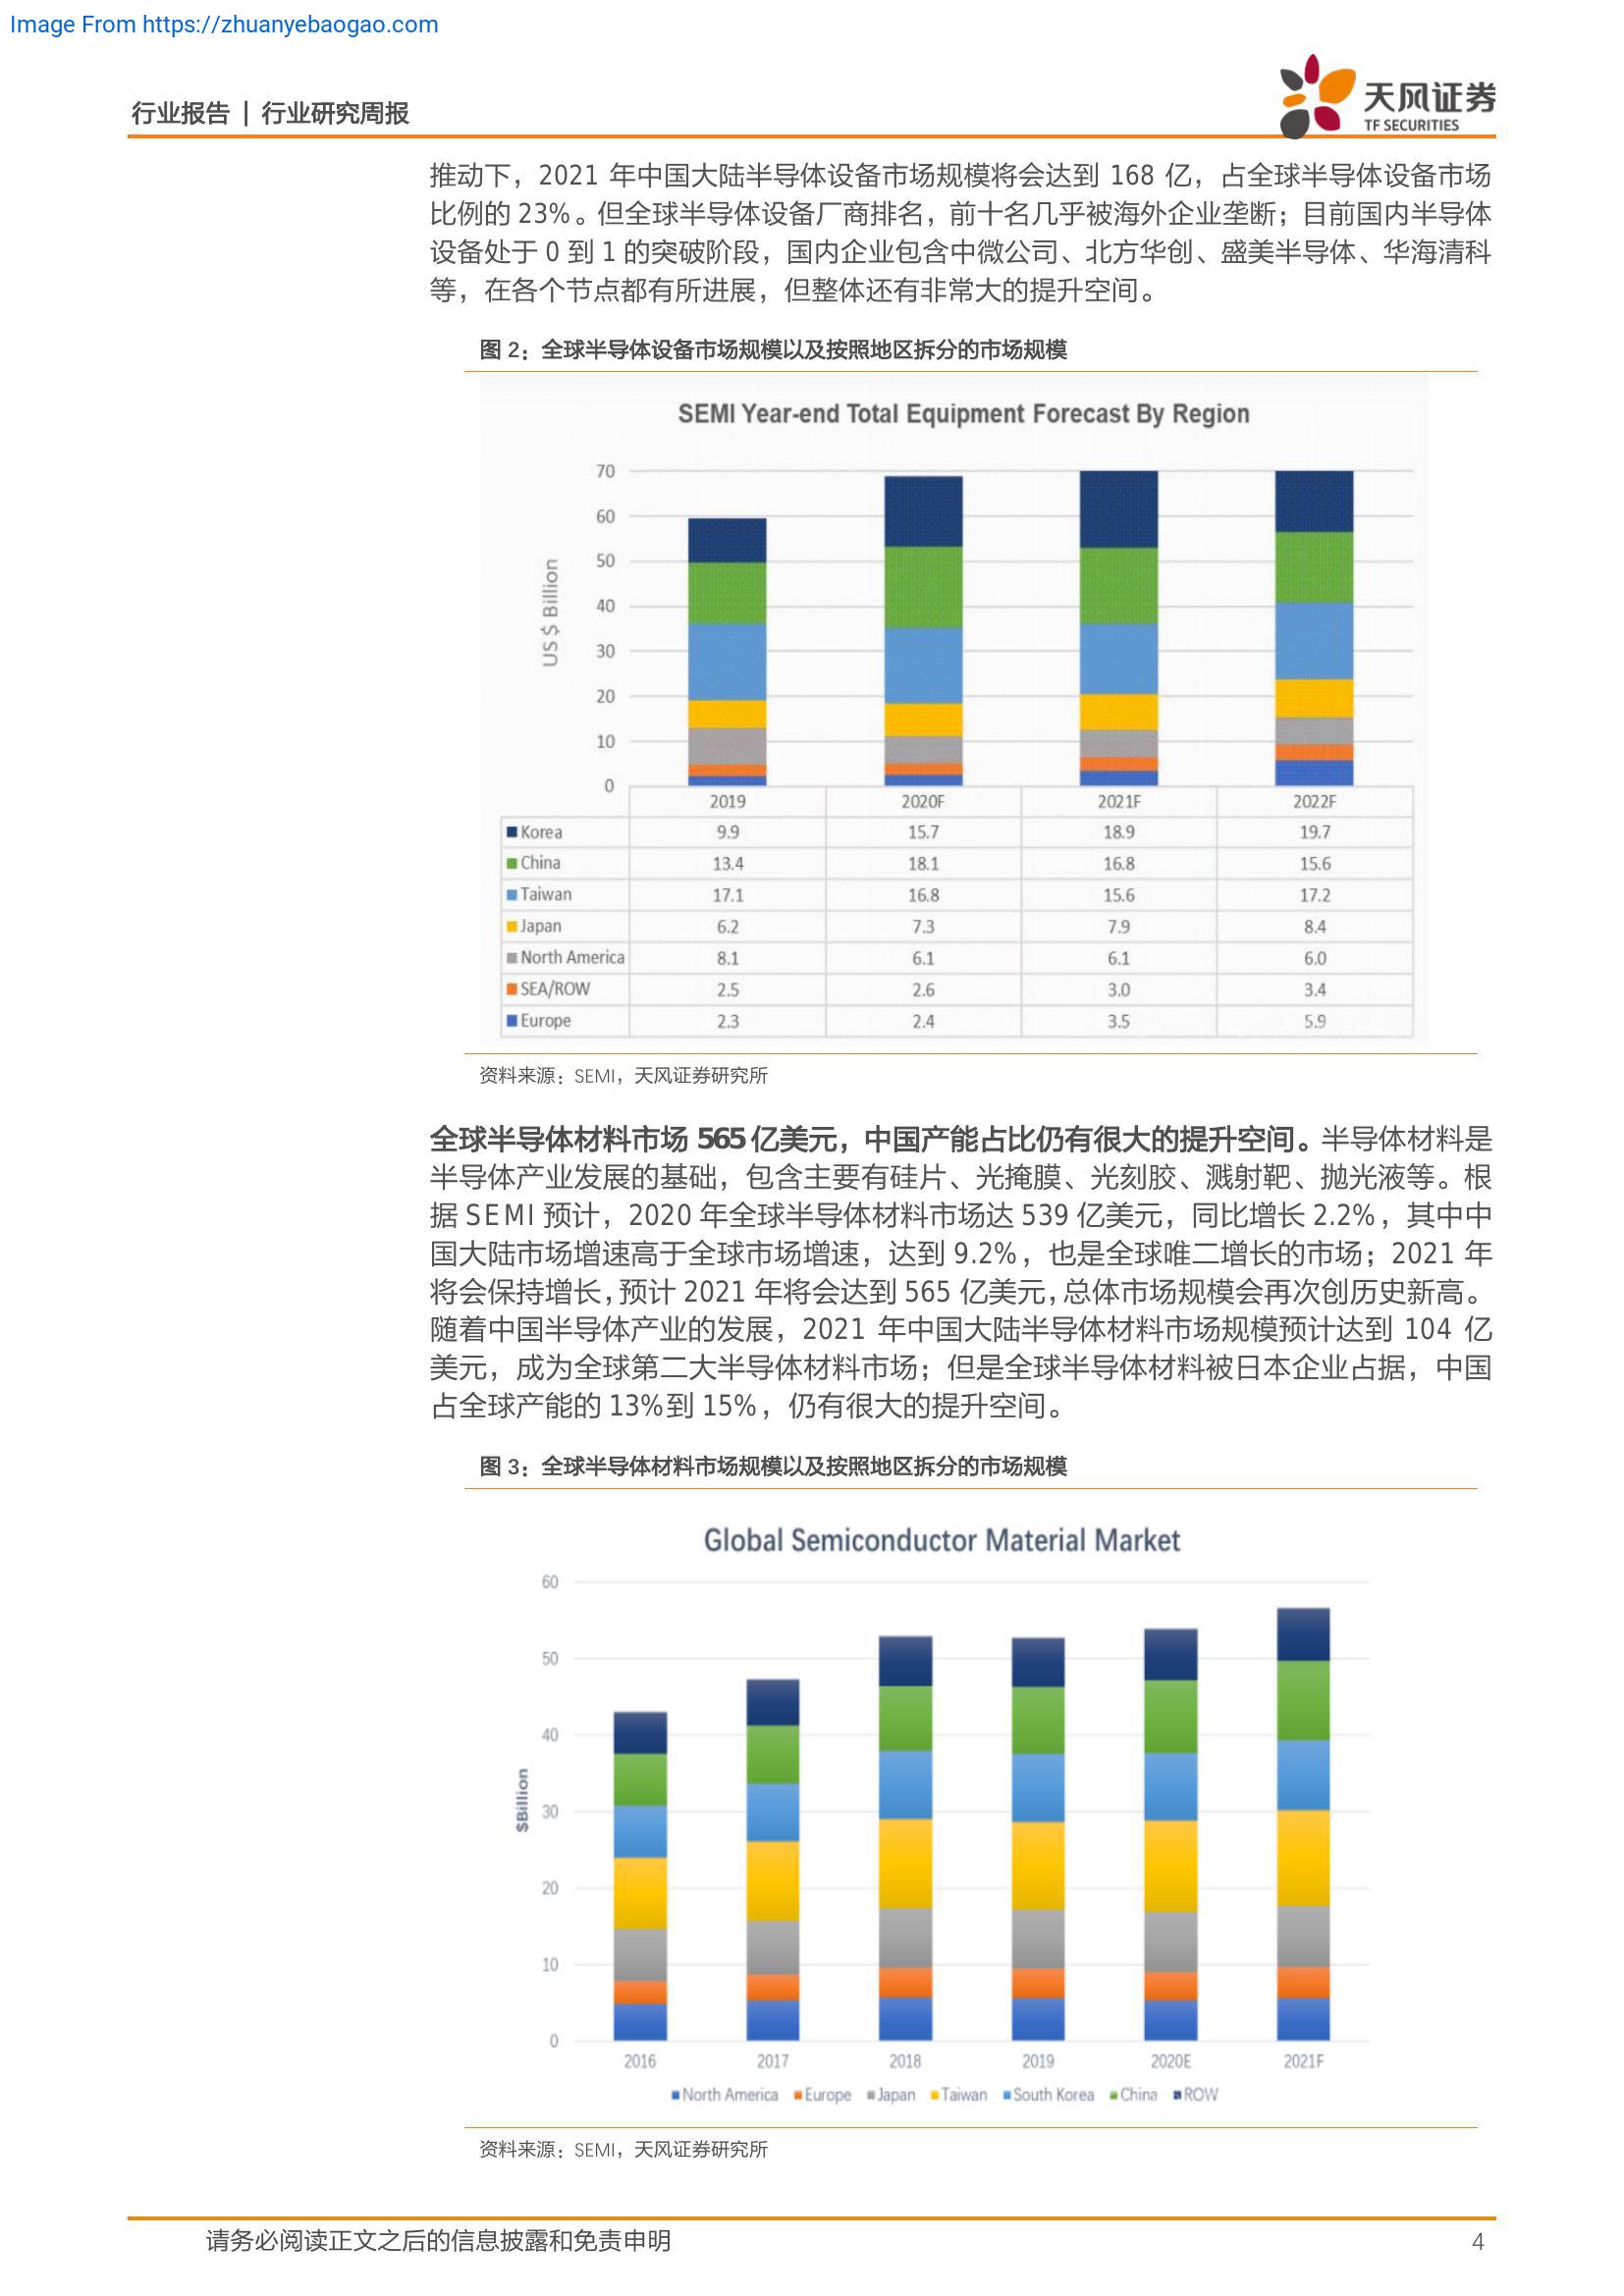 Image From https://zhuanyebaogao.com
行业报告 | 行业研究周报
天风证券
TF SECURITIES
推动下，2021 年中国大陆半导体设备市场规模将会达到 168 亿，占全球半导体设备市场
比例的 23%。但全球半导体设备厂商排名，前十名几乎被海外企业垄断；目前国内半导体
设备处于 0 到 1 的突破阶段，国内企业包含中微公司、北方华创、盛美半导体、华海清科
等，在各个节点都有所进展，但整体还有非常大的提升空间。
图 2：全球半导体设备市场规模以及按照地区拆分的市场规模
SEMI Year-end Total Equipment Forecast By Region
70
60
50
40
30
20
10
0
US $ Billion
2019 2020F 2021F 2022F
Korea 9.9 15.7 18.9 19.7
China 13.4 18.1 16.8 15.6
Taiwan 17.1 16.8 15.6 17.2
Japan 6.2 7.3 7.9 8.4
North America 8.1 6.1 6.1 6.0
SEA/ROW 2.5 2.6 3.0 3.4
Europe 2.3 2.4 3.5 5.9
资料来源：SEMI，天风证券研究所
全球半导体材料市场 565 亿美元，中国产能占比仍有很大的提升空间。半导体材料是
半导体产业发展的基础，包含主要有硅片、光掩膜、光刻胶、溅射靶、抛光液等。根
据 SEMI 预计，2020 年全球半导体材料市场达 539 亿美元，同比增长 2.2%，其中中
国大陆市场增速高于全球市场增速，达到 9.2%，也是全球唯二增长的市场；2021 年
将会保持增长，预计 2021 年将会达到 565 亿美元，总体市场规模会再次创历史新高。
随着中国半导体产业的发展，2021 年中国大陆半导体材料市场规模预计达到 104 亿
美元，成为全球第二大半导体材料市场；但是全球半导体材料被日本企业占据，中国
占全球产能的 13%到 15%，仍有很大的提升空间。
图 3：全球半导体材料市场规模以及按照地区拆分的市场规模
Global Semiconductor Material Market
60
50
40
30
20
10
0
$Billion
2016 2017 2018 2019 2020E 2021F
North America Europe Japan Taiwan South Korea China ROW
资料来源：SEMI，天风证券研究所
请务必阅读正文之后的信息披露和免责申明 4